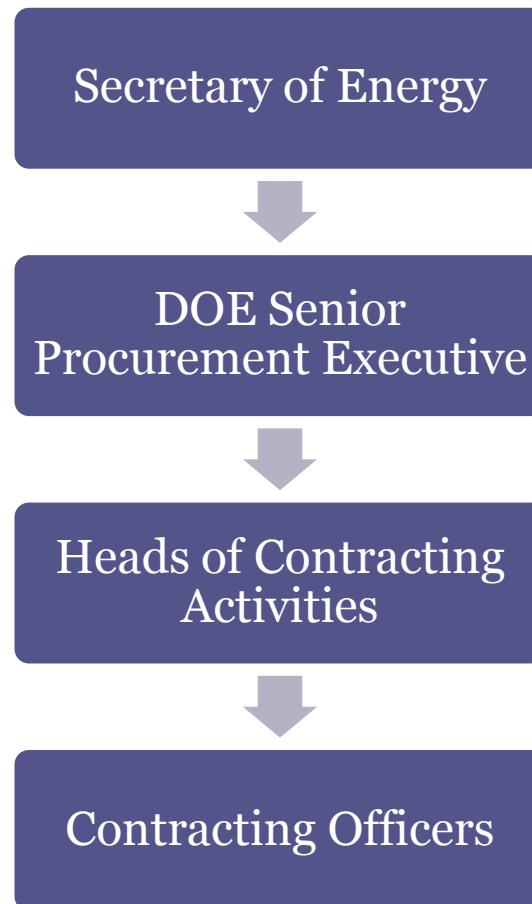 Secretary of Energy
DOE Senior
Procurement Executive
Heads of Contracting
Activities
Contracting Officers